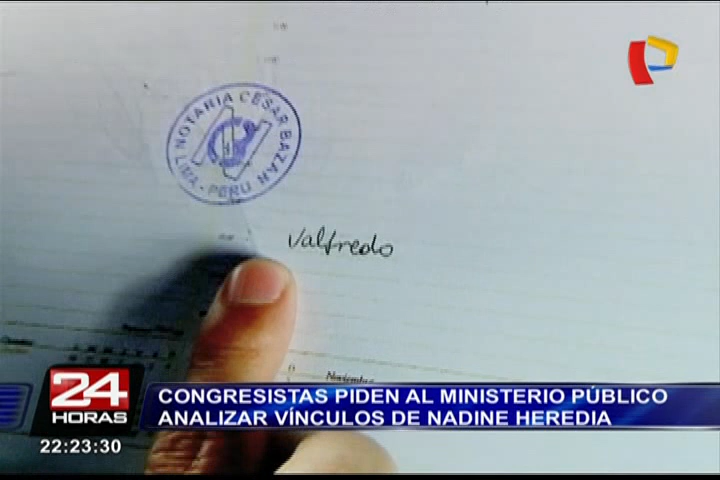 NOTARIA CESAR BAZAN
LIMA - PERU
Valfredo
Noviembre
24
HORAS
CONGRESISTAS PIDEN AL MINISTERIO PÚBLICO
ANALIZAR VÍNCULOS DE NADINE HEREDIA
22:23:30